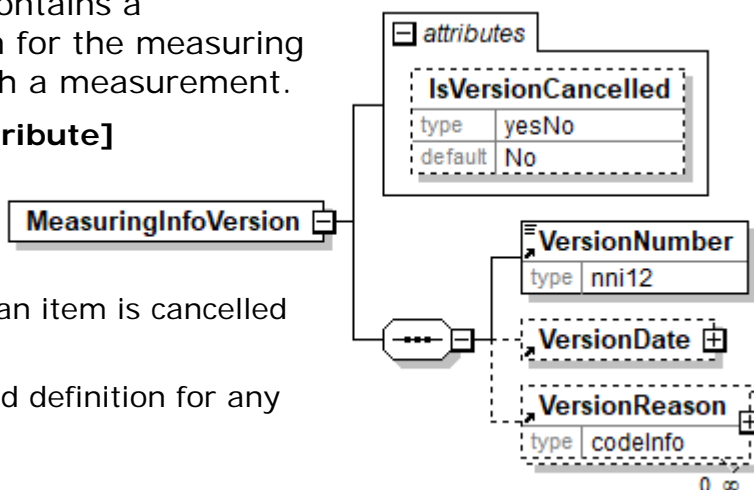 ontains a
n for the measuring
h a measurement.
ribute]
an item is cancelled
d definition for any
attributes
IsVersionCancelled
type yesNo
default No
MeasuringInfoVersion
VersionNumber
type nni12
VersionDate
VersionReason
type codeInfo
0..∞